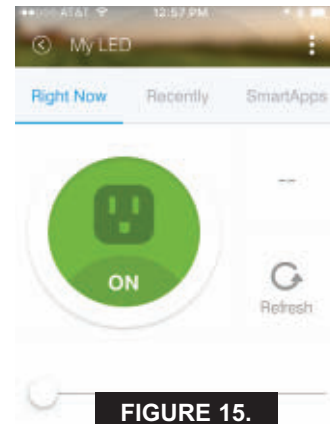 AT&T 12:57 PM
My LED
Right Now Recently SmartApps
--
ON
Refresh
FIGURE 15.